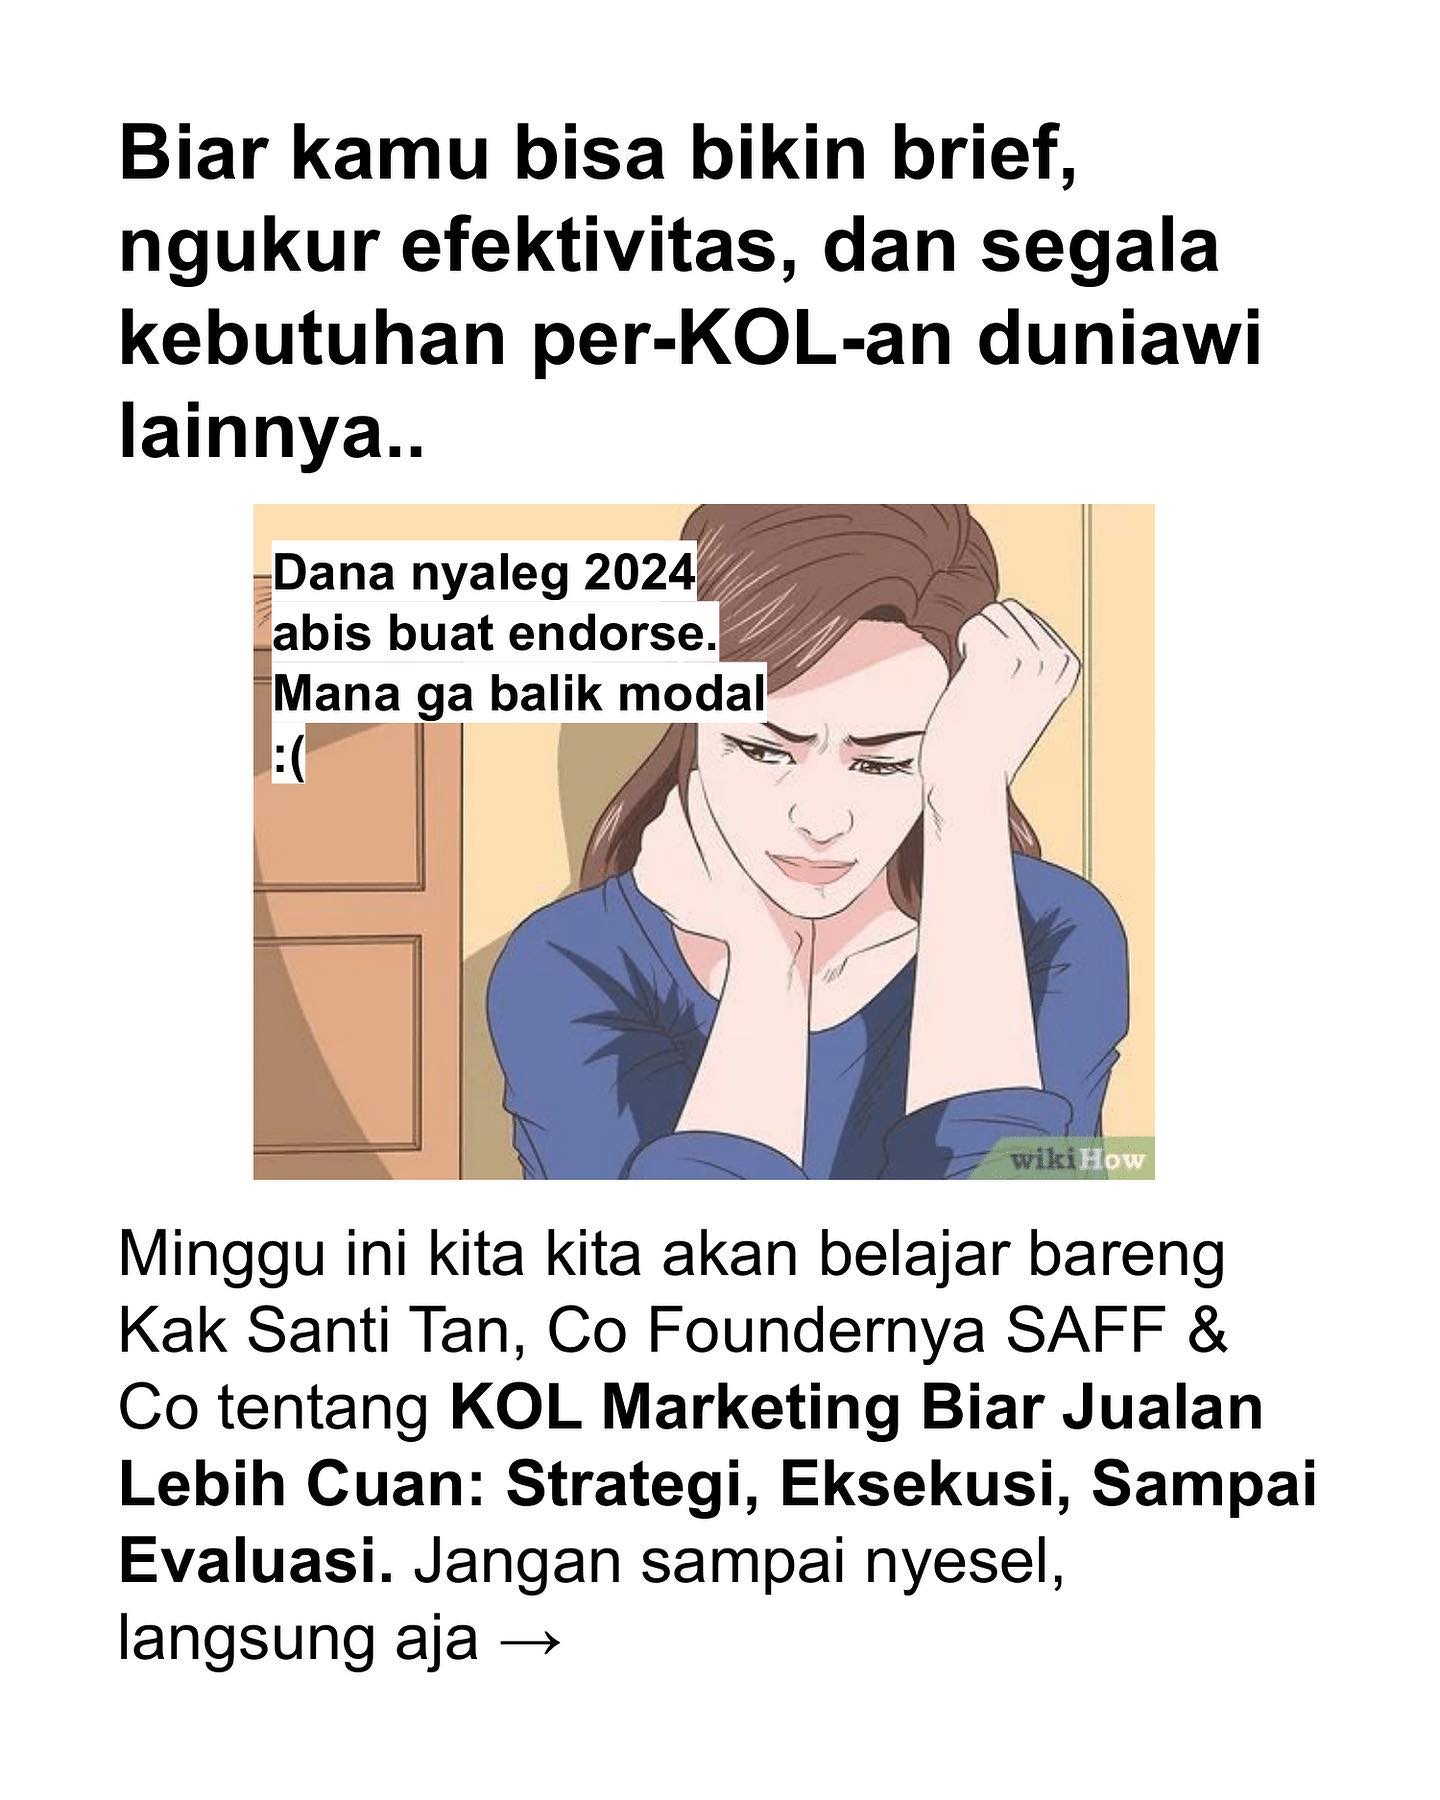 Biar kamu bisa bikin brief,
ngukur efektivitas, dan segala
kebutuhan per-KOL-an duniawi
lainnya..
Dana nyaleg 2024
abis buat endorse.
Mana ga balik modal
:(
wikiHow
Minggu ini kita kita akan belajar bareng
Kak Santi Tan, Co Foundernya SAFF &
Co tentang KOL Marketing Biar Jualan
Lebih Cuan: Strategi, Eksekusi, Sampai
Evaluasi. Jangan sampai nyesel,
langsung aja →